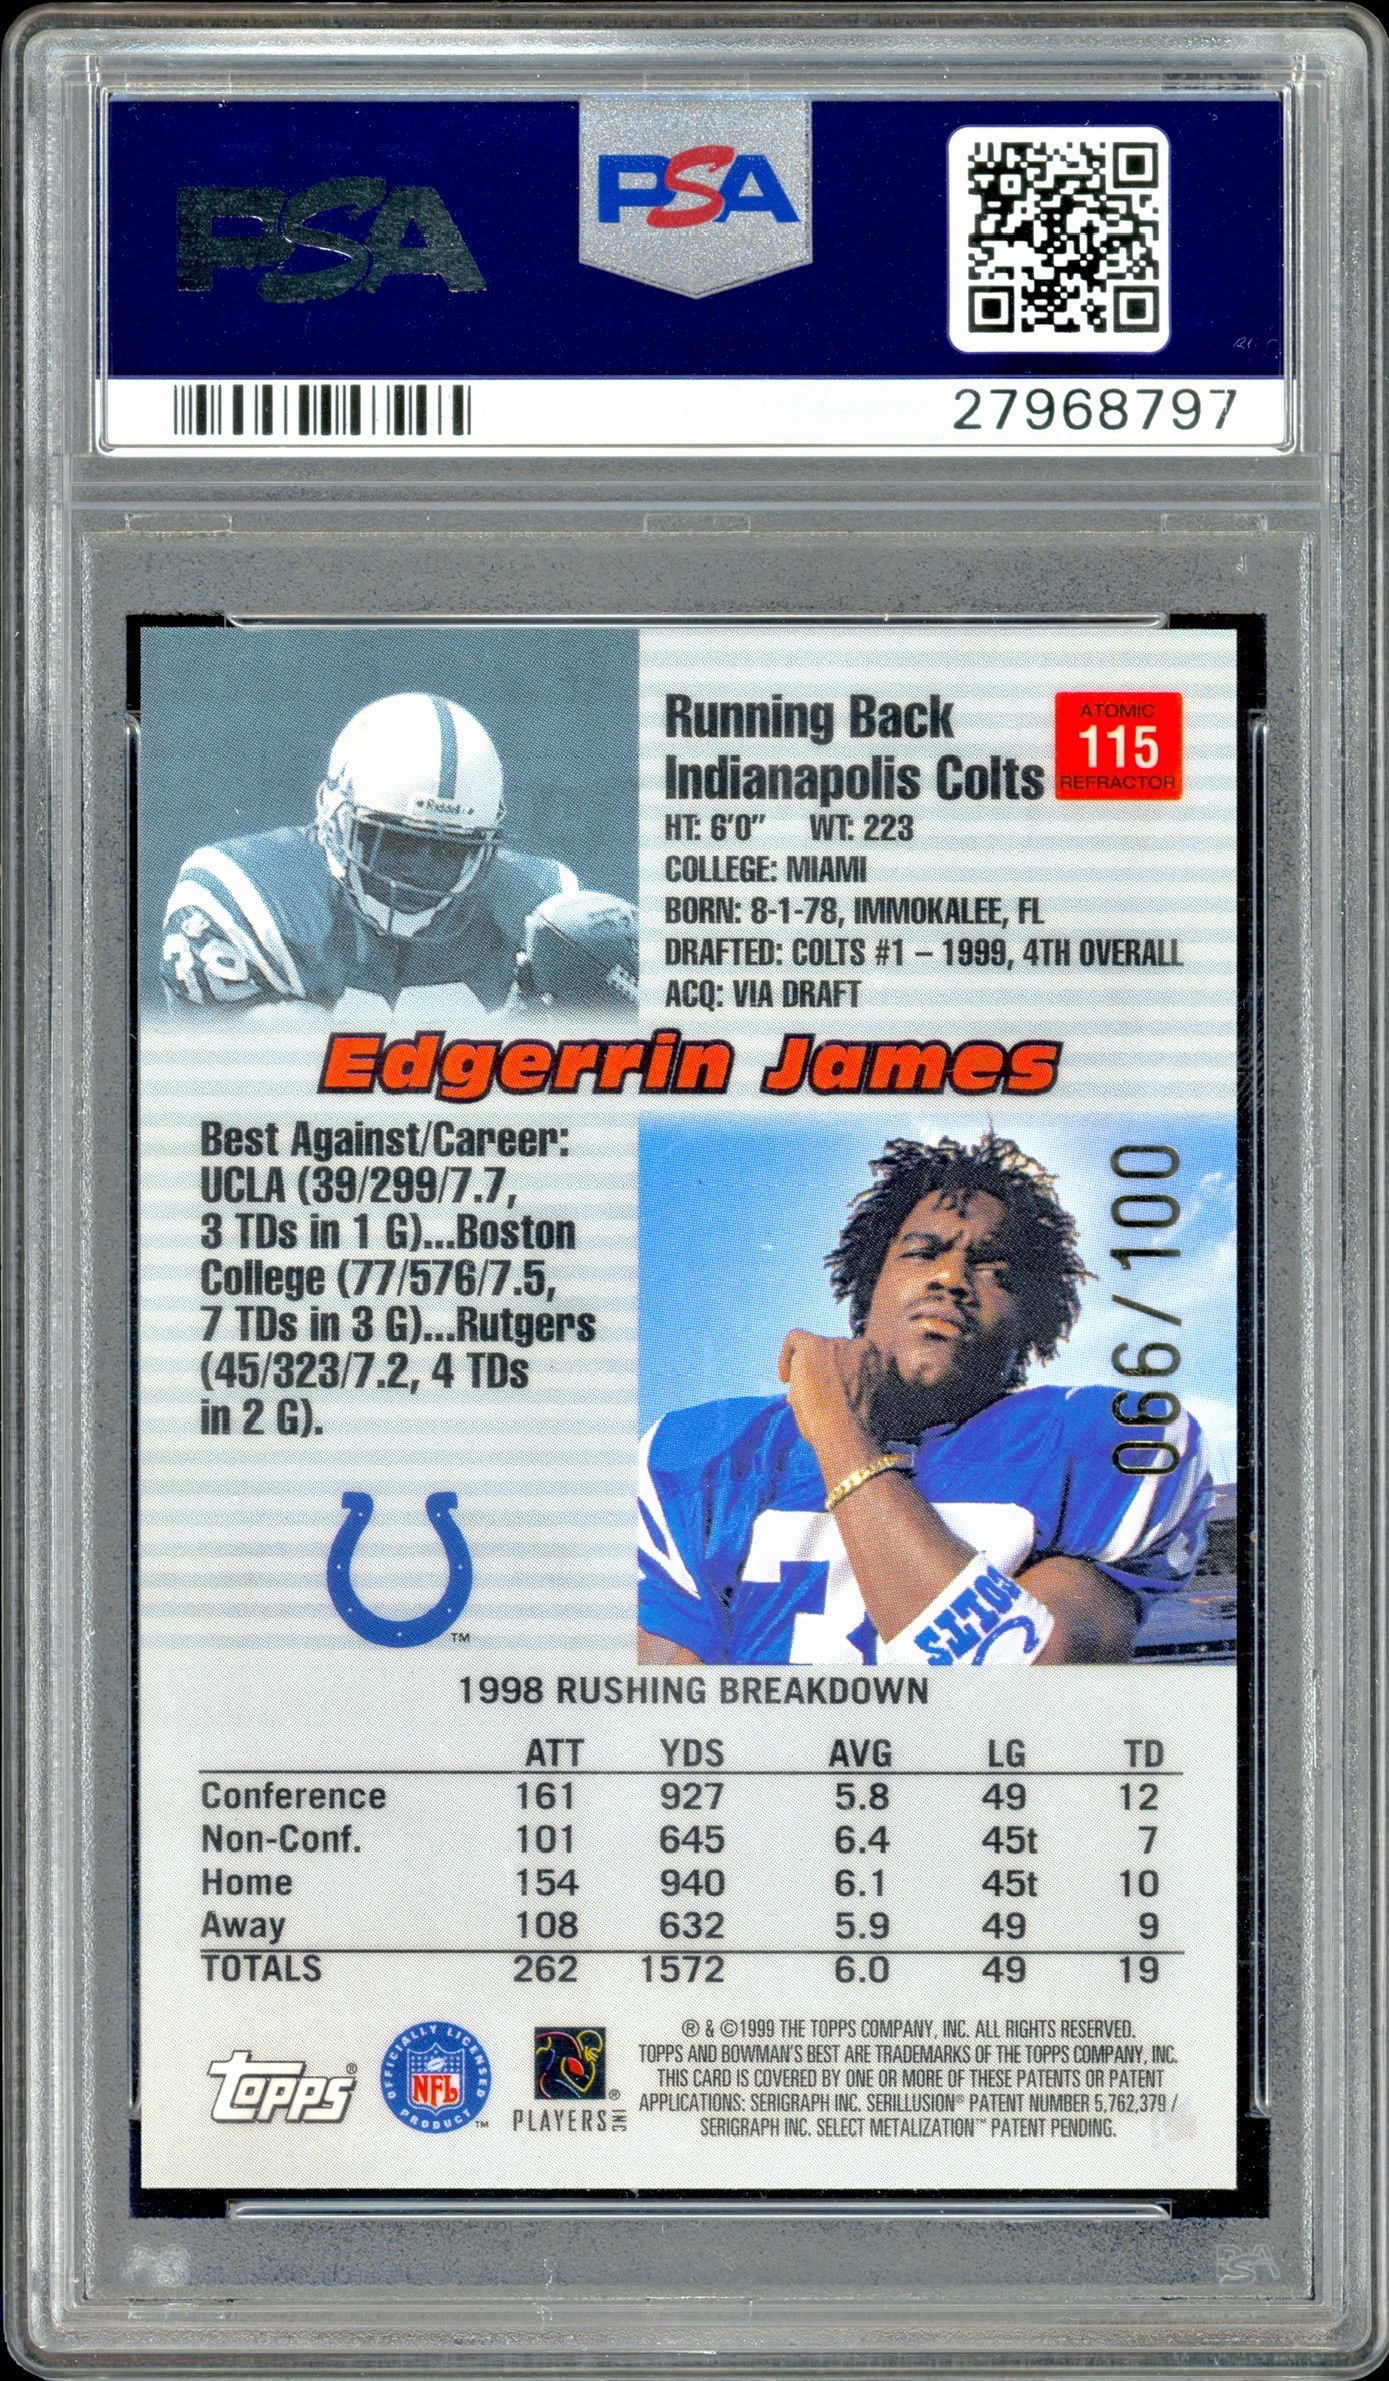 PSA
PSA
27968797
Riddell
Running Back
Indianapolis Colts
ATOMIC
115
REFRACTOR
HT: 6'0" WT: 223
COLLEGE: MIAMI
BORN: 8-1-78, IMMOKALEE, FL
DRAFTED: COLTS #1 – 1999, 4TH OVERALL
ACQ: VIA DRAFT
Edgerrin James
Best Against/Career:
UCLA (39/299/7.7,
3 TDs in 1 G)...Boston
College (77/576/7.5,
7 TDs in 3 G)...Rutgers
(45/323/7.2, 4 TDs
in 2 G).
066/100
COLTS
TM
1998 RUSHING BREAKDOWN
ATT YDS AVG LG TD
Conference 161 927 5.8 49 12
Non-Conf. 101 645 6.4 45t 7
Home 154 940 6.1 45t 10
Away 108 632 5.9 49 9
TOTALS 262 1572 6.0 49 19
TOPPS®
OFFICIALLY LICENSED
NFL
PRODUCT™
PLAYERS INC®
® & ©1999 THE TOPPS COMPANY, INC. ALL RIGHTS RESERVED.
TOPPS AND BOWMAN'S BEST ARE TRADEMARKS OF THE TOPPS COMPANY, INC.
THIS CARD IS COVERED BY ONE OR MORE OF THESE PATENTS OR PATENT
APPLICATIONS: SERIGRAPH INC. SERILLUSION® PATENT NUMBER 5,762,379 /
SERIGRAPH INC. SELECT METALIZATION™ PATENT PENDING.
PSA